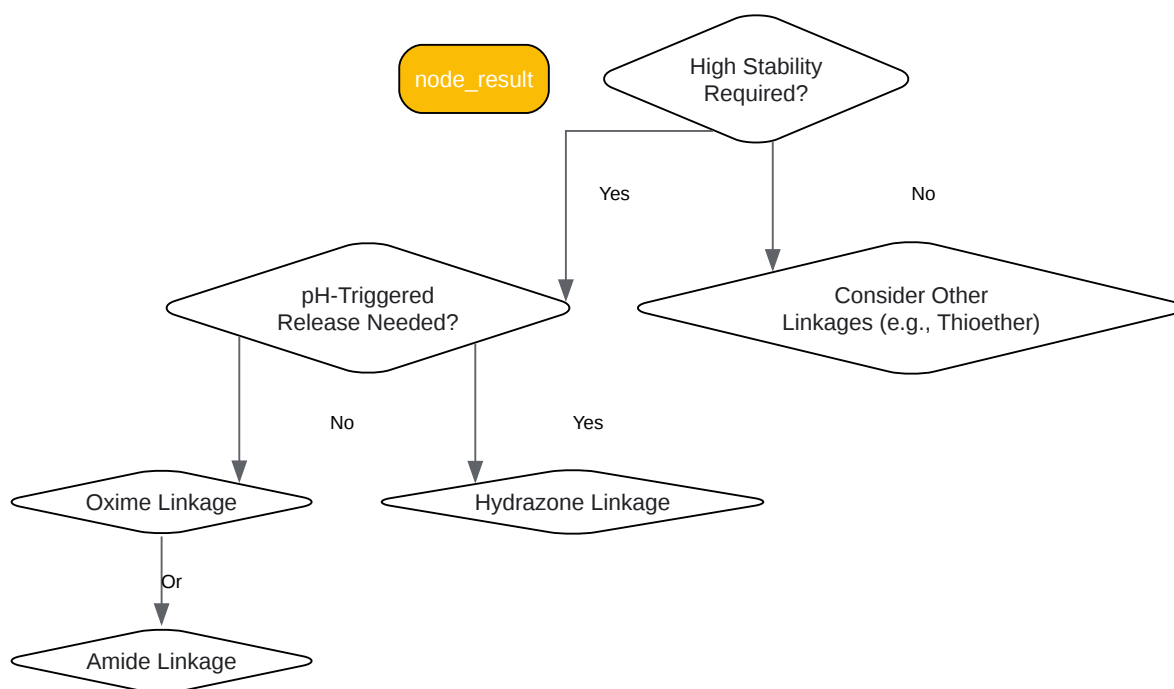 node_result
High Stability
Required?
Yes
No
pH-Triggered
Release Needed?
Consider Other
Linkages (e.g., Thioether)
No
Yes
Oxime Linkage
Hydrazone Linkage
Or
Amide Linkage